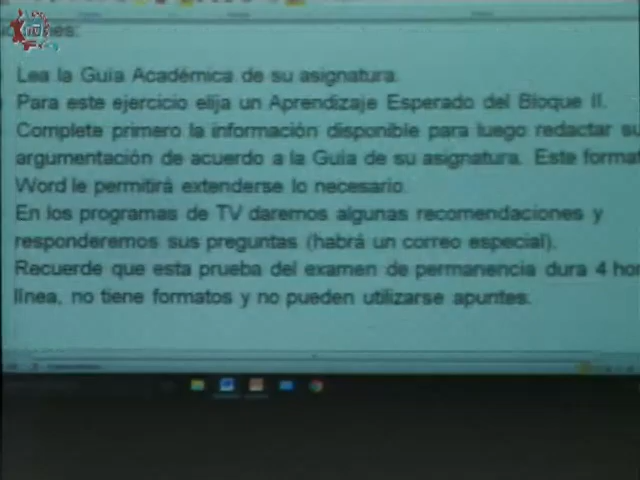 Lea la Guía Académica de su asignatura.
Para este ejercicio elija un Aprendizaje Esperado del Bloque II.
Complete primero la información disponible para luego redactar su
argumentación de acuerdo a la Guía de su asignatura. Este format
Word le permitirá extenderse lo necesario.
En los programas de TV daremos algunas recomendaciones y
responderemos sus preguntas (habrá un correo especial).
Recuerde que esta prueba del examen de permanencia dura 4 hor
línea, no tiene formatos y no pueden utilizarse apuntes.